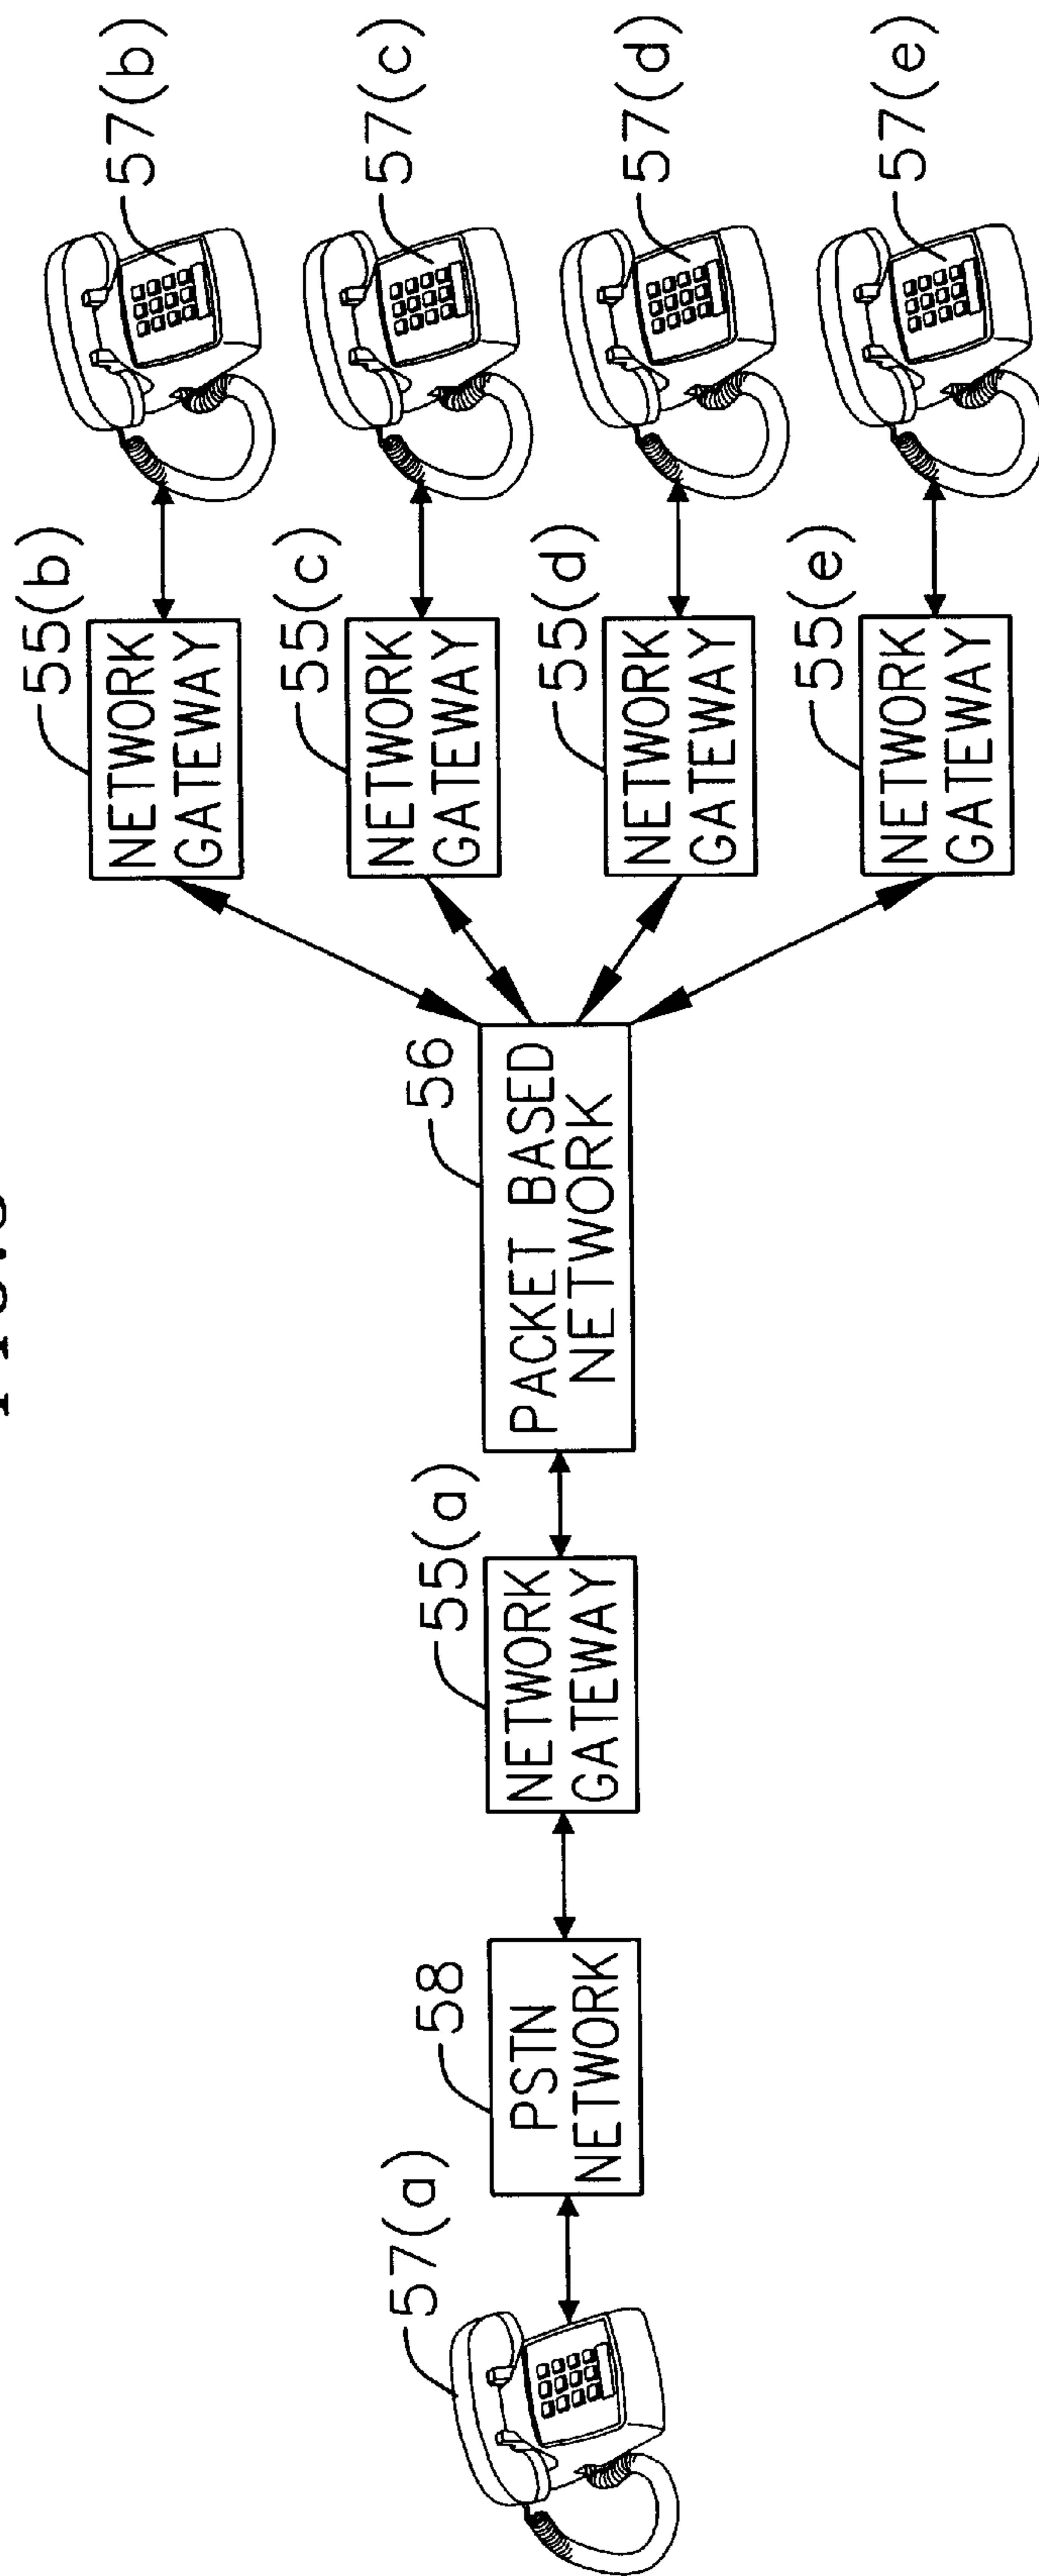 57(a)
58
PSTN
NETWORK
55(a)
NETWORK
GATEWAY
56
PACKET BASED
NETWORK
55(b)
NETWORK
GATEWAY
57(b)
55(c)
NETWORK
GATEWAY
57(c)
55(d)
NETWORK
GATEWAY
57(d)
55(e)
NETWORK
GATEWAY
57(e)